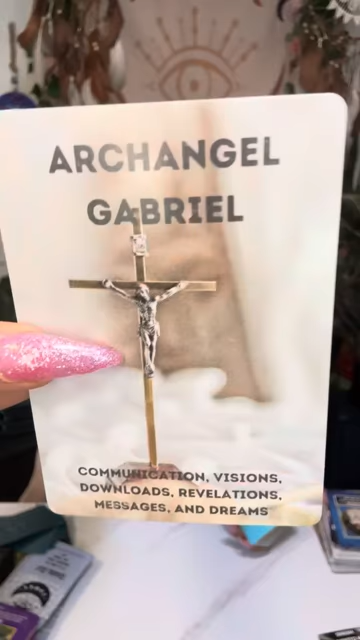 ARCHANGEL
GABRIEL
COMMUNICATION, VISIONS,
DOWNLOADS, REVELATIONS,
MESSAGES, AND DREAMS